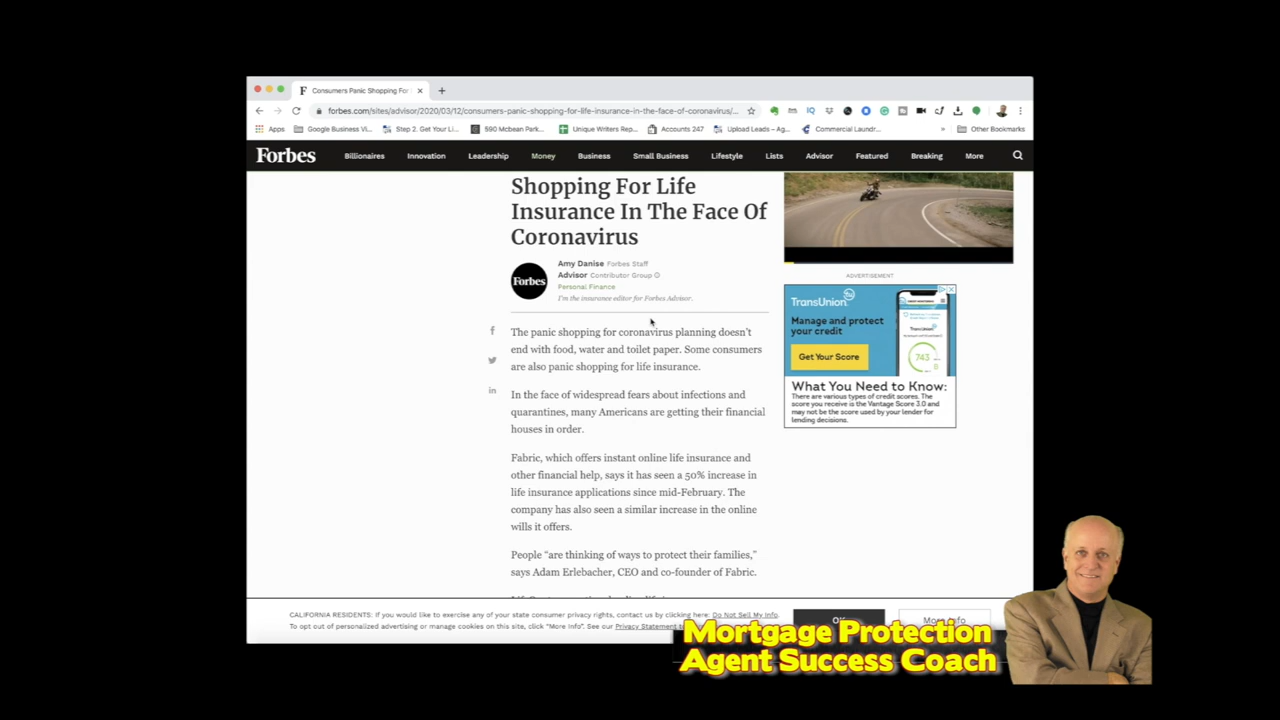 Consumers Panic Shopping For
forbes.com/sites/advisor/2020/03/12/consumers-panic-shopping-for-life-insurance-in-the-face-of-coronavirus/...
Apps
Google Business Vi...
Step 2. Get Your Li...
590 Mcbean Park...
Unique Writers Rep...
Accounts 247
Upload Leads – Ag...
Commercial Laundr...
»
Other Bookmarks
Forbes
Billionaires
Innovation
Leadership
Money
Business
Small Business
Lifestyle
Lists
Advisor
Featured
Breaking
More
Shopping For Life
Insurance In The Face Of
Coronavirus
Forbes
Amy Danise Forbes Staff
Advisor Contributor Group
Personal Finance
I'm the insurance editor for Forbes Advisor.
The panic shopping for coronavirus planning doesn't
end with food, water and toilet paper. Some consumers
are also panic shopping for life insurance.
In the face of widespread fears about infections and
quarantines, many Americans are getting their financial
houses in order.
Fabric, which offers instant online life insurance and
other financial help, says it has seen a 50% increase in
life insurance applications since mid-February. The
company has also seen a similar increase in the online
wills it offers.
People “are thinking of ways to protect their families,”
says Adam Erlebacher, CEO and co-founder of Fabric.
ADVERTISEMENT
TransUnion
Manage and protect
your credit
Get Your Score
TransUnion
743
What You Need to Know:
There are various types of credit scores. The
score you receive is the Vantage Score 3.0 and
may not be the score used by your lender for
lending decisions.
CALIFORNIA RESIDENTS: If you would like to exercise any of your state consumer privacy rights, contact us by clicking here: Do Not Sell My Info.
To opt out of personalized advertising or manage cookies on this site, click "More Info". See our Privacy Statement
More Info
Mortgage Protection
Agent Success Coach